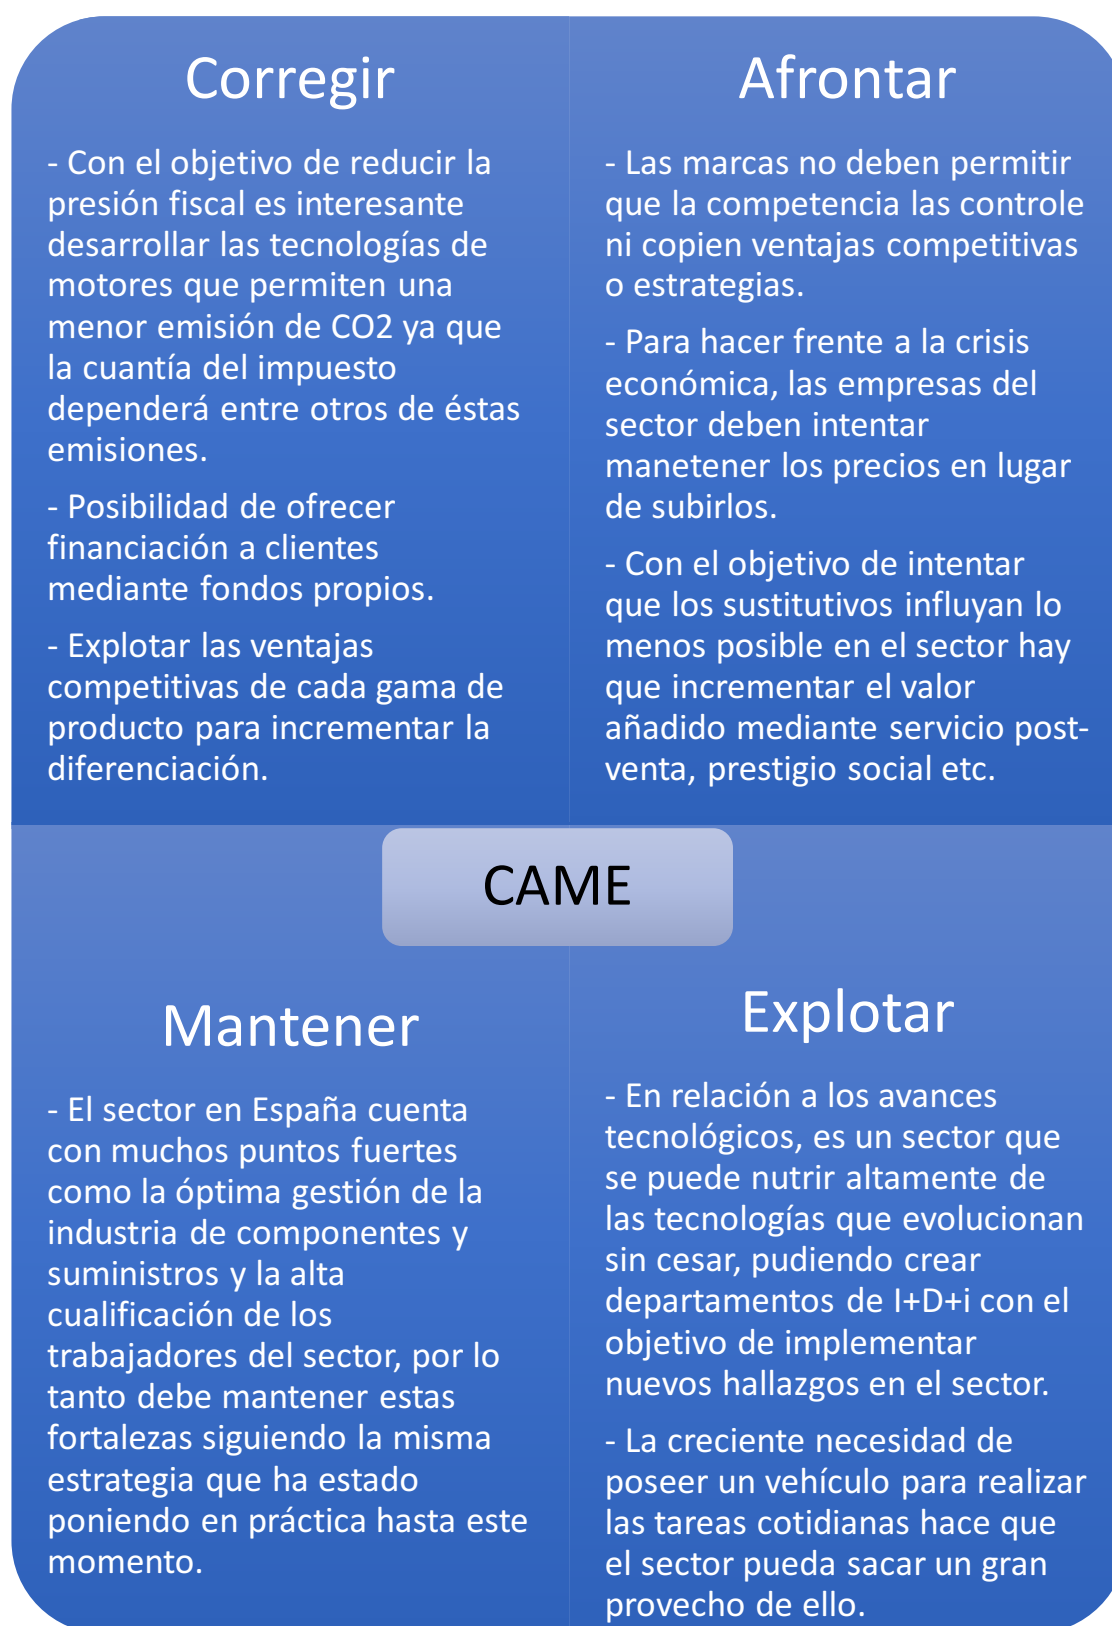 Corregir
- Con el objetivo de reducir la
presión fiscal es interesante
desarrollar las tecnologías de
motores que permiten una
menor emisión de CO2 ya que
la cuantía del impuesto
dependerá entre otros de éstas
emisiones.
- Posibilidad de ofrecer
financiación a clientes
mediante fondos propios.
- Explotar las ventajas
competitivas de cada gama de
producto para incrementar la
diferenciación.
Afrontar
- Las marcas no deben permitir
que la competencia las controle
ni copien ventajas competitivas
o estrategias.
- Para hacer frente a la crisis
económica, las empresas del
sector deben intentar
manetener los precios en lugar
de subirlos.
- Con el objetivo de intentar
que los sustitutivos influyan lo
menos posible en el sector hay
que incrementar el valor
añadido mediante servicio post-
venta, prestigio social etc.
CAME
Mantener
- El sector en España cuenta
con muchos puntos fuertes
como la óptima gestión de la
industria de componentes y
suministros y la alta
cualificación de los
trabajadores del sector, por lo
tanto debe mantener estas
fortalezas siguiendo la misma
estrategia que ha estado
poniendo en práctica hasta este
momento.
Explotar
- En relación a los avances
tecnológicos, es un sector que
se puede nutrir altamente de
las tecnologías que evolucionan
sin cesar, pudiendo crear
departamentos de I+D+i con el
objetivo de implementar
nuevos hallazgos en el sector.
- La creciente necesidad de
poseer un vehículo para realizar
las tareas cotidianas hace que
el sector pueda sacar un gran
provecho de ello.